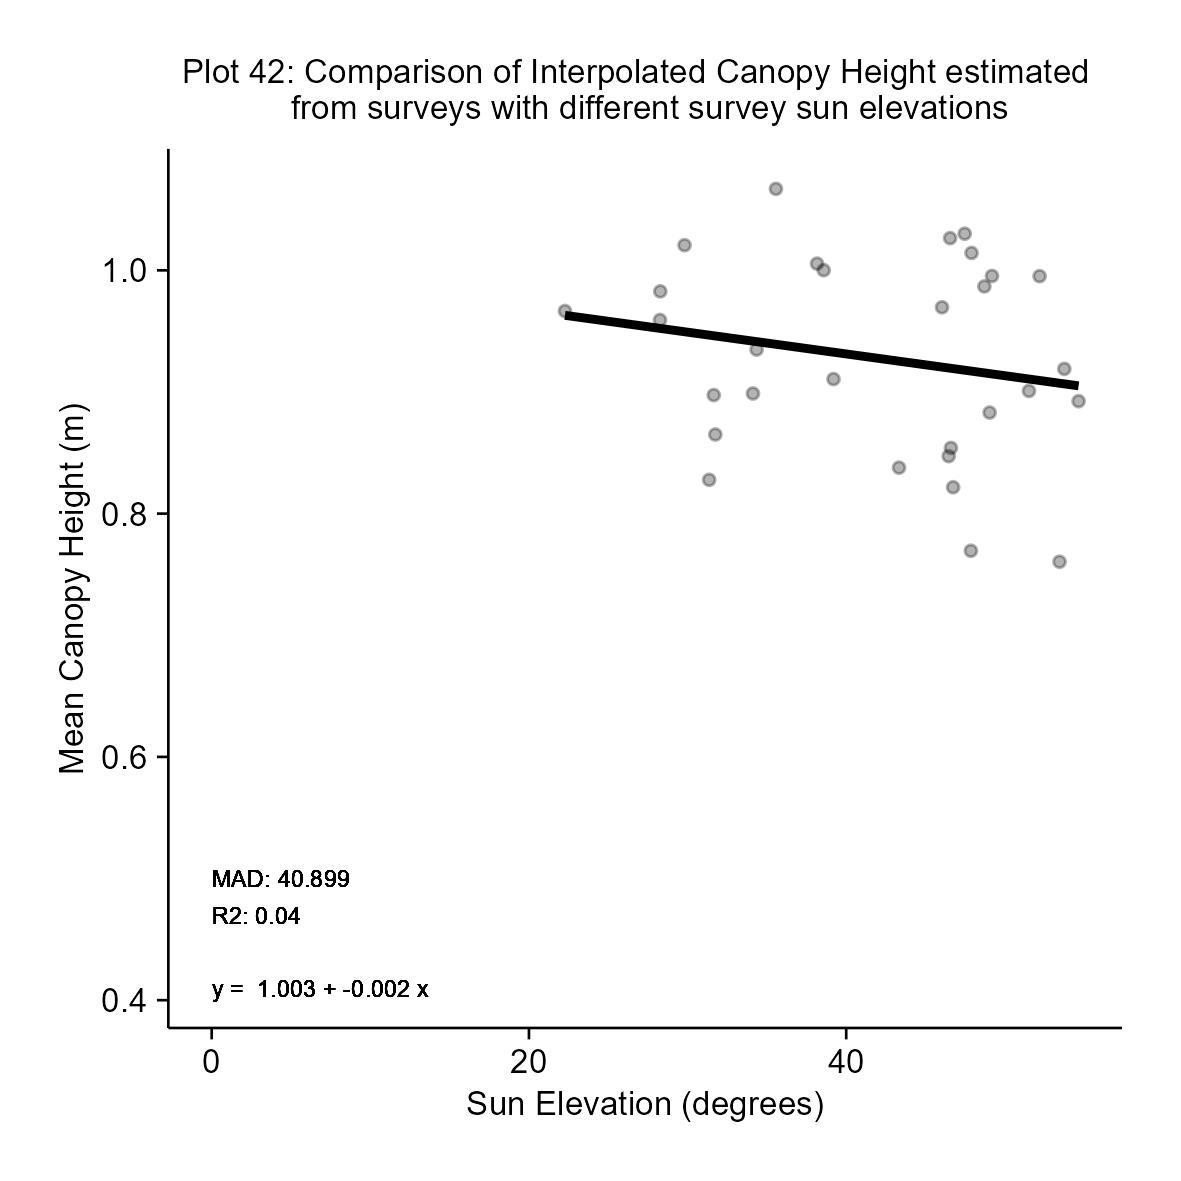 Plot 42: Comparison of Interpolated Canopy Height estimated
from surveys with different survey sun elevations
Mean Canopy Height (m)
1.0
0.8
0.6
0.4
MAD: 40.899
R2: 0.04
y =  1.003 + -0.002 x
0
20
40
Sun Elevation (degrees)